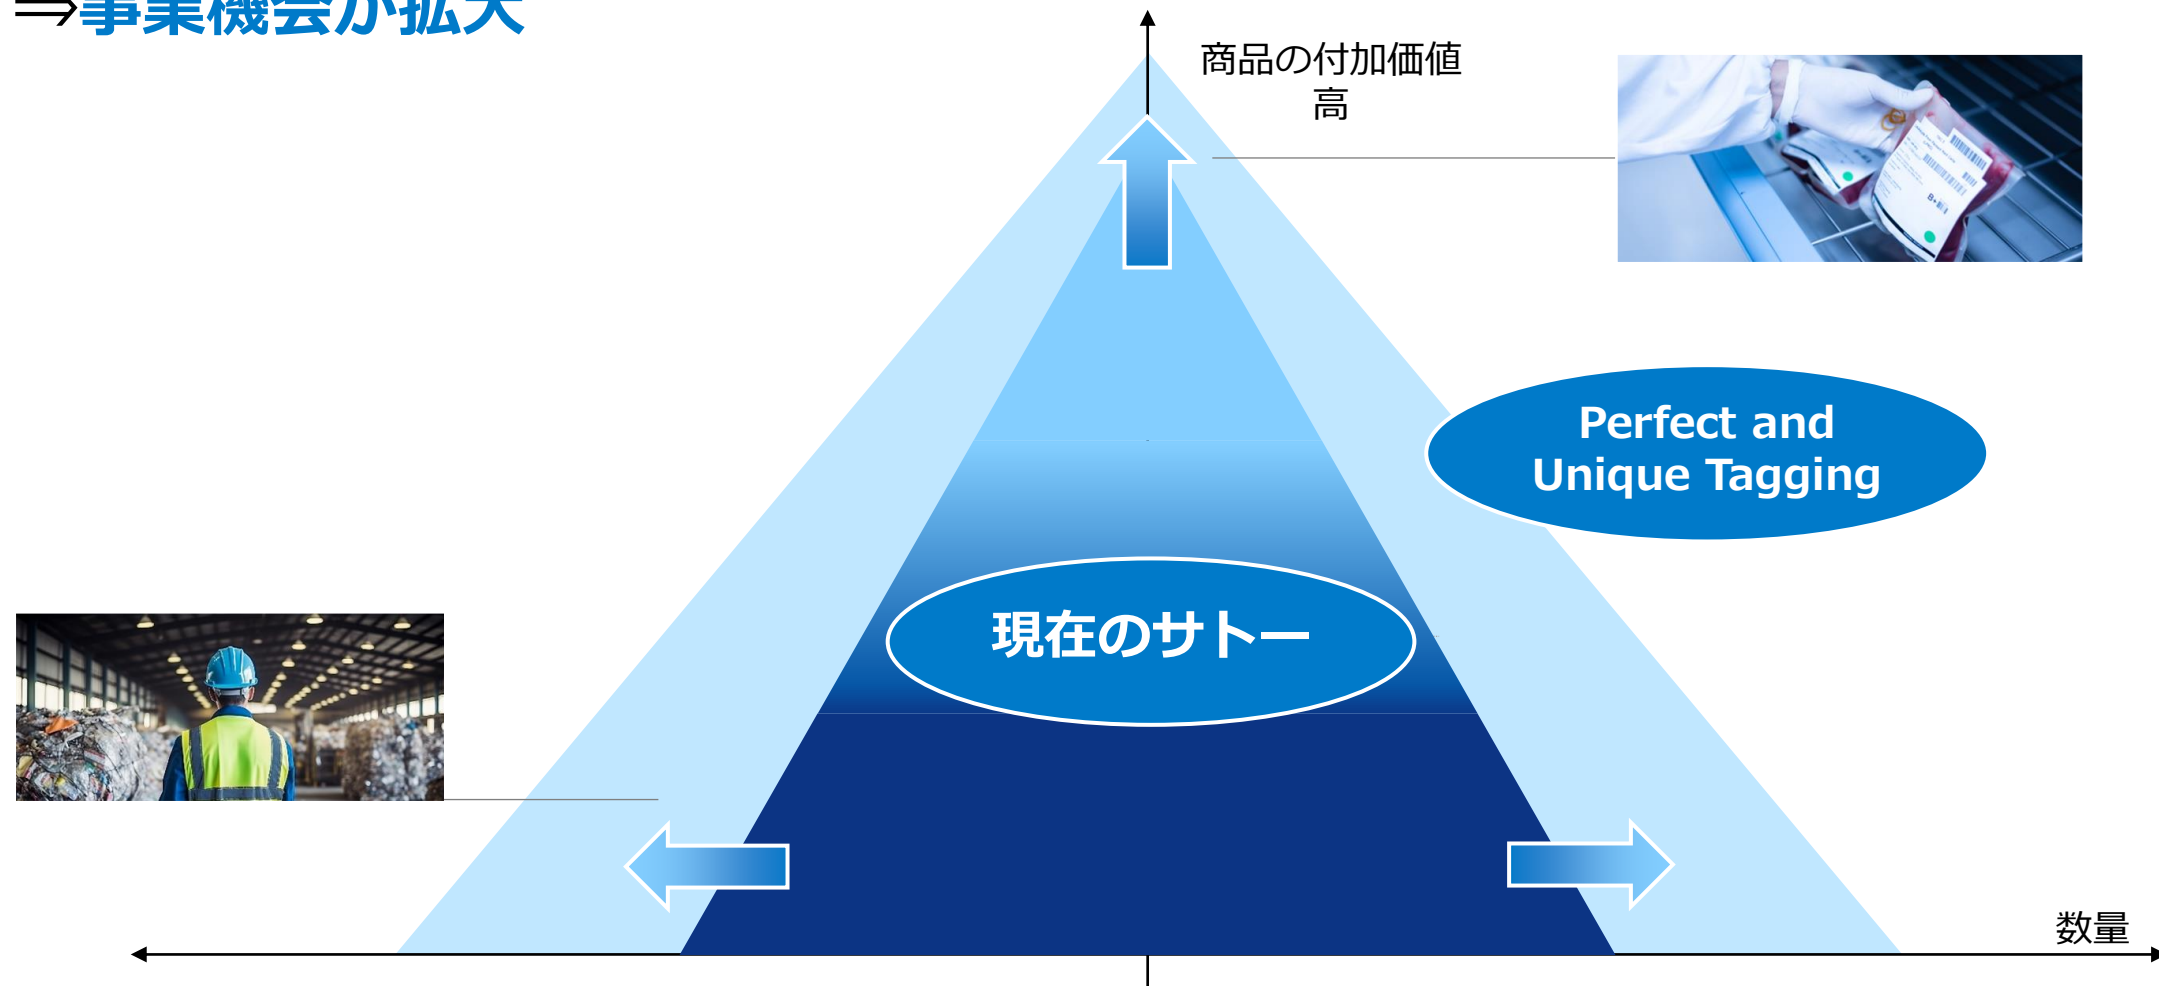 ⇒事業機会が拡大
商品の付加価値
高
Perfect and
Unique Tagging
現在のサトー
数量